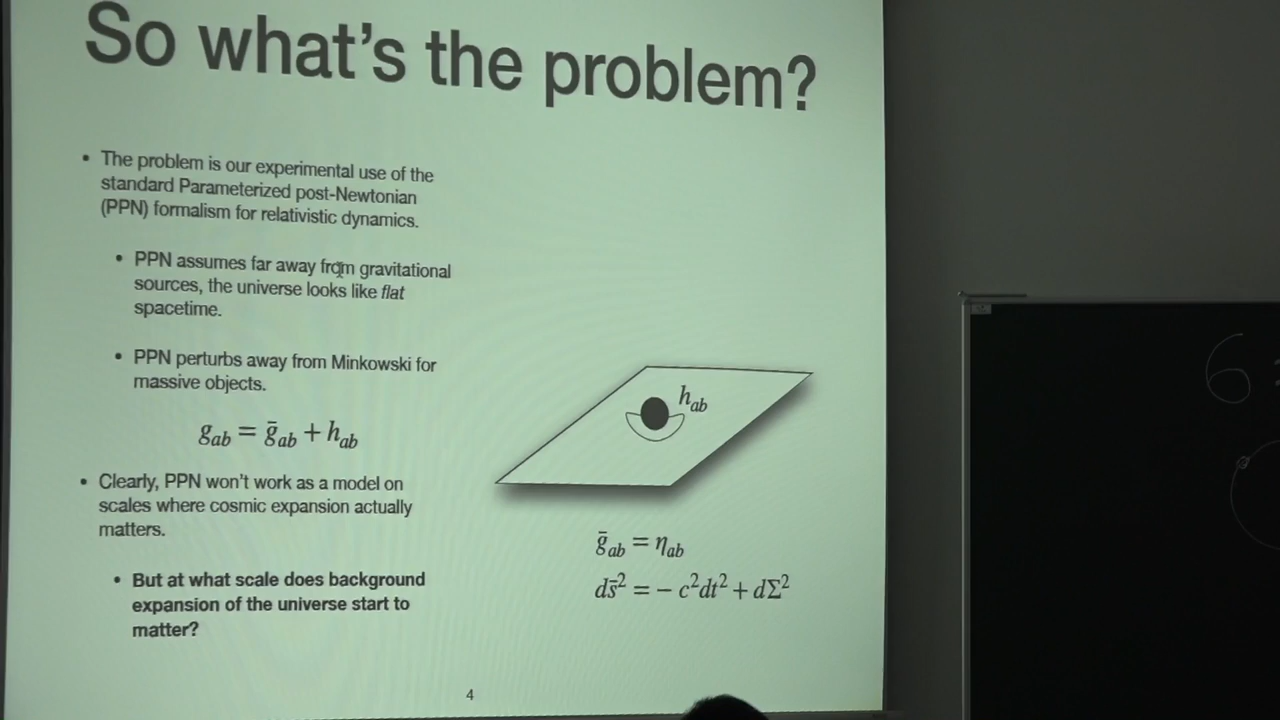 So what's the problem?
• The problem is our experimental use of the
standard Parameterized post-Newtonian
(PPN) formalism for relativistic dynamics.
• PPN assumes far away from gravitational
sources, the universe looks like flat
spacetime.
• PPN perturbs away from Minkowski for
massive objects.
g_ab = ḡ_ab + h_ab
• Clearly, PPN won't work as a model on
scales where cosmic expansion actually
matters.
• But at what scale does background
expansion of the universe start to
matter?
h_ab
ḡ_ab = η_ab
ds̄² = − c²dt² + dΣ²
4
6